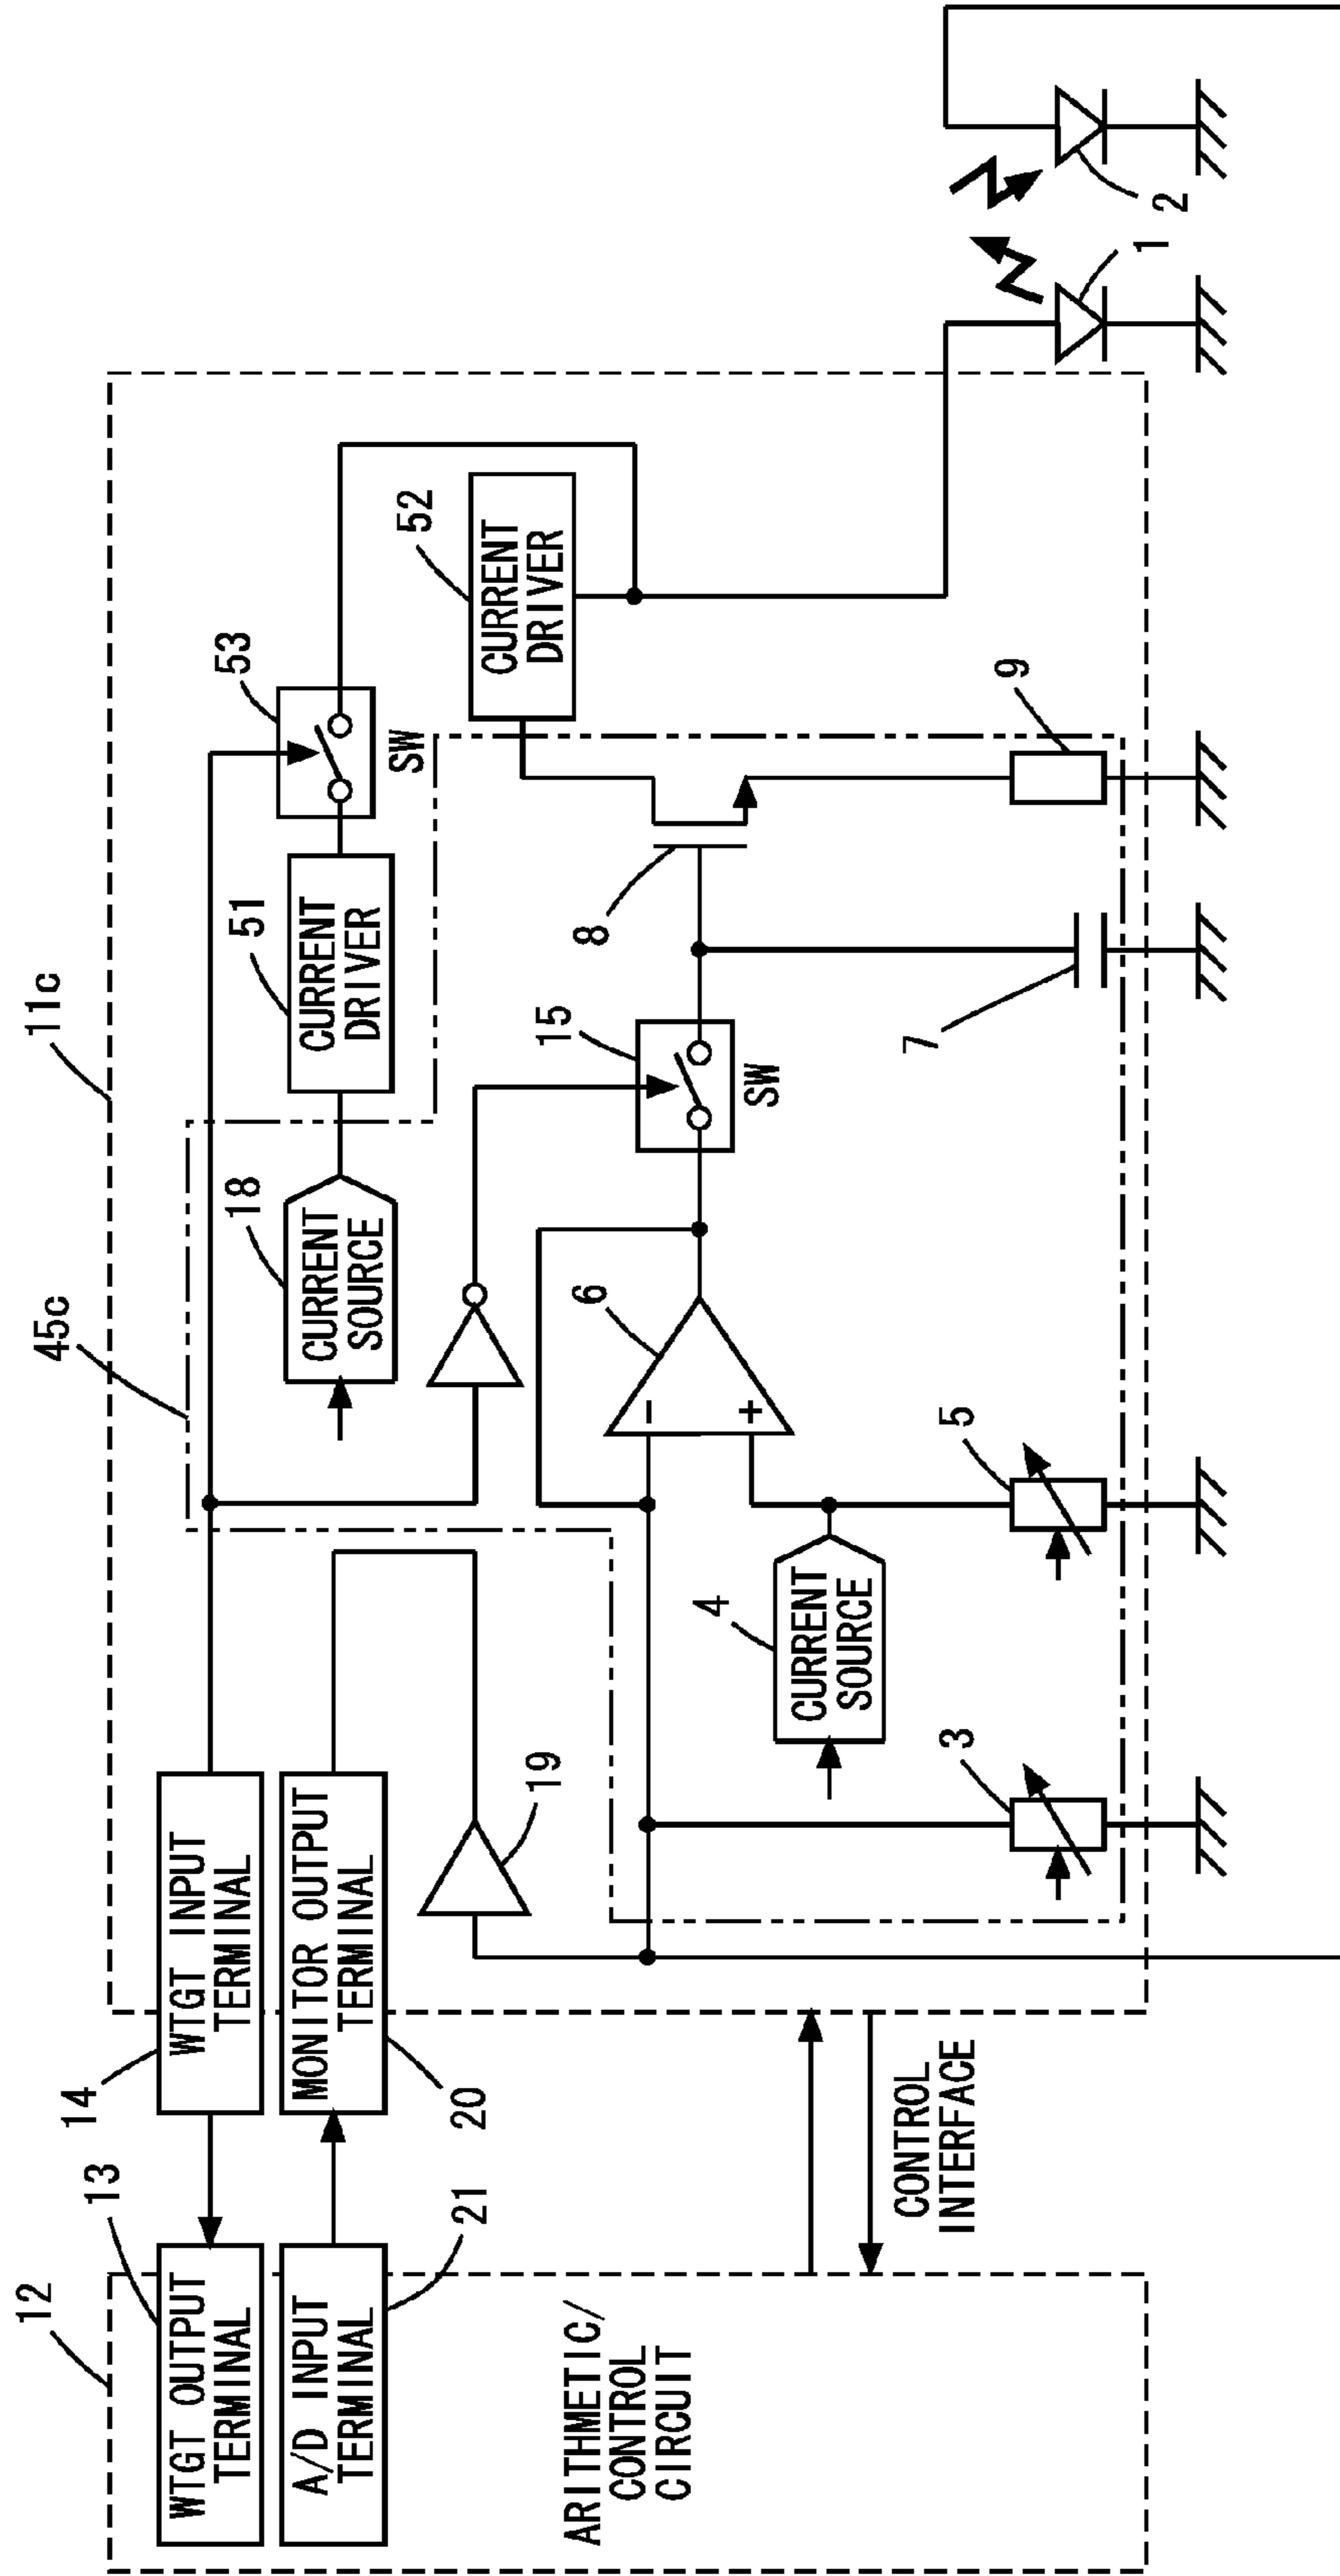 12
13
WTGT OUTPUT
TERMINAL
A/D INPUT
TERMINAL
21
ARITHMETIC/
CONTROL
CIRCUIT
CONTROL
INTERFACE
14
WTGT INPUT
TERMINAL
MONITOR OUTPUT
TERMINAL
20
19
11c
45c
18
CURRENT
SOURCE
51
CURRENT
DRIVER
53
SW
52
CURRENT
DRIVER
3
4
CURRENT
SOURCE
5
6
-
+
15
SW
7
8
9
1
2